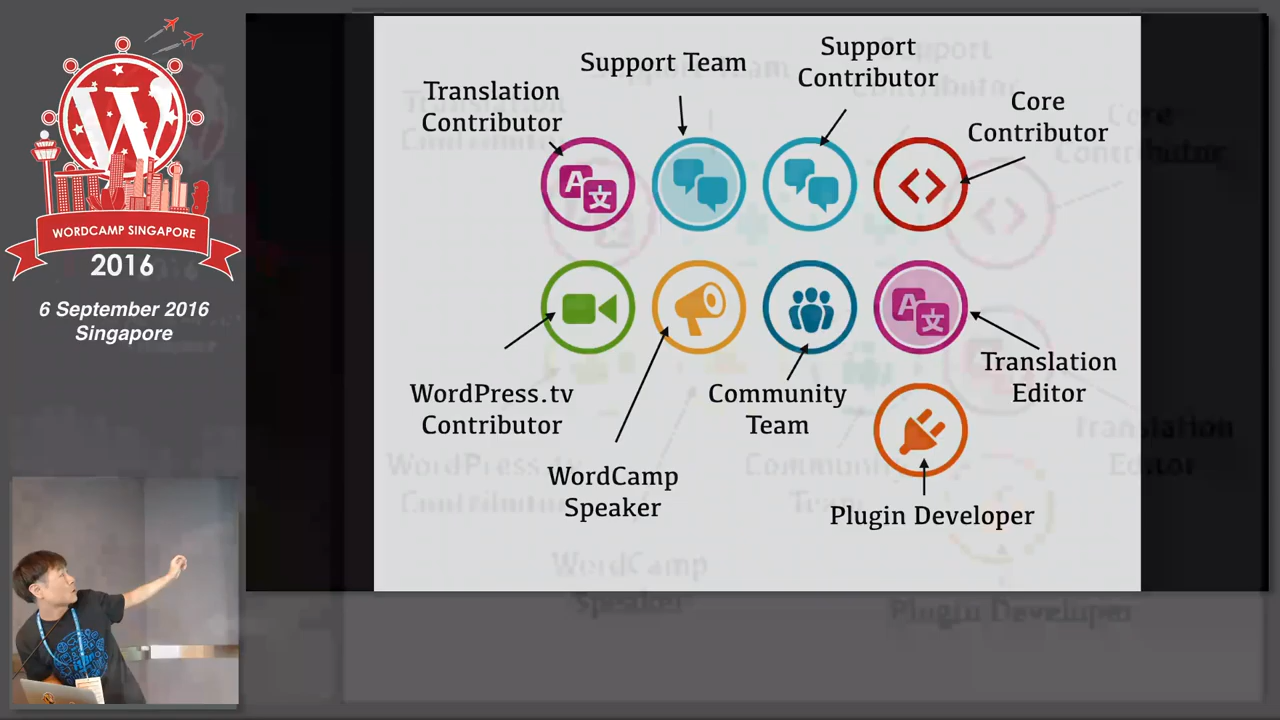 WORDCAMP SINGAPORE
2016
6 September 2016
Singapore
Support Team
Support
Contributor
Translation
Contributor
Core
Contributor
A 文
A 文
WordPress.tv
Contributor
WordCamp
Speaker
Community
Team
Translation
Editor
Plugin Developer